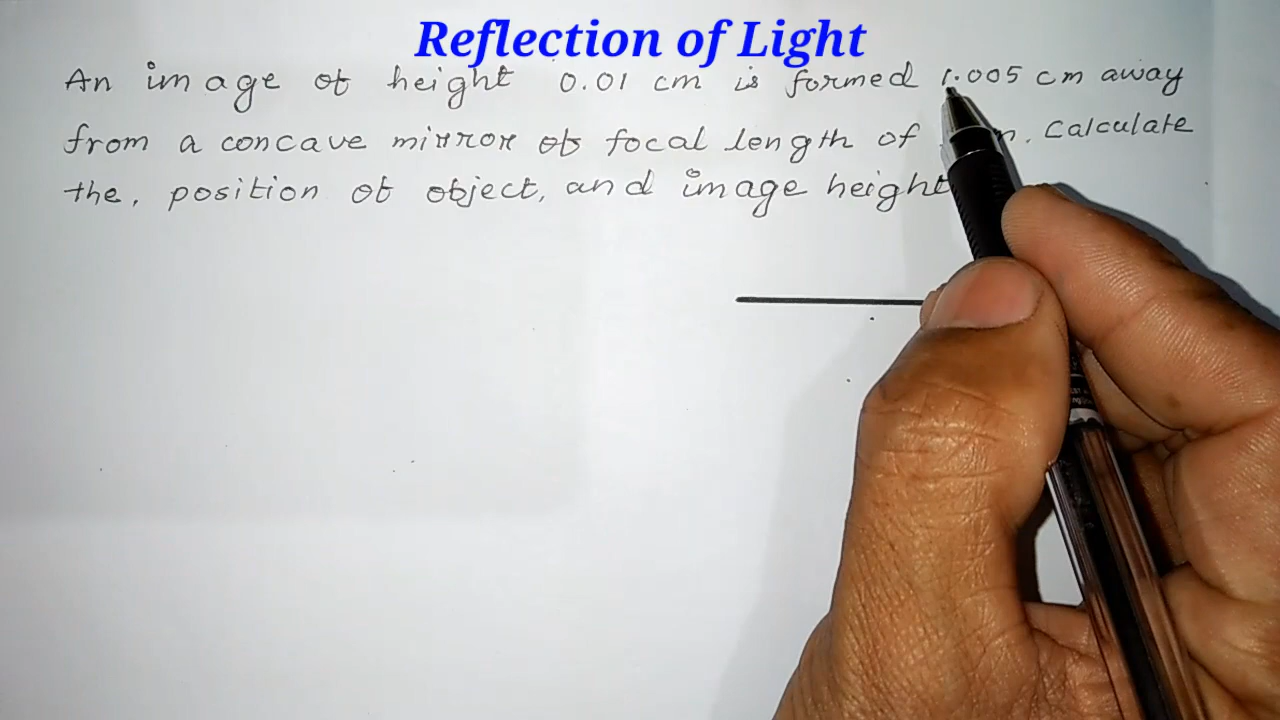 Reflection of Light
An image of height 0.01 cm is formed 1.005 cm away
from a concave mirror of focal length of Calculate
the, position of object, and image height